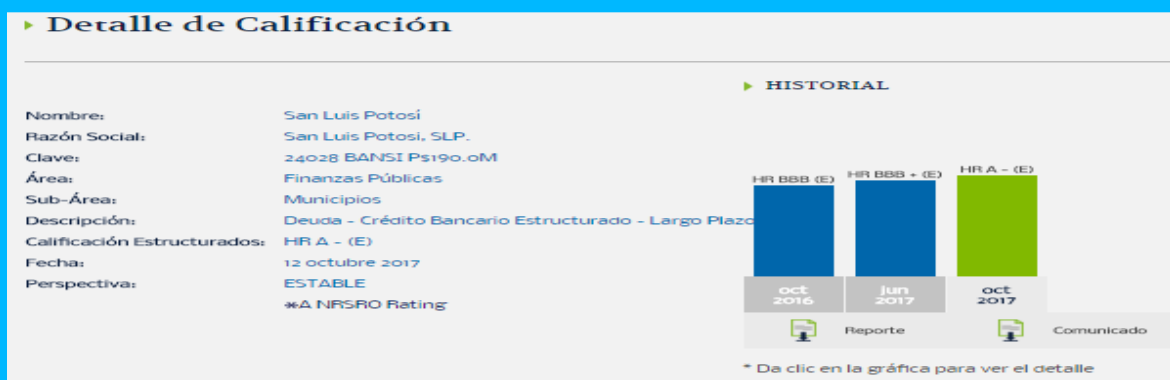 Detalle de Calificación
HISTORIAL
Nombre: San Luis Potosí
Razón Social: San Luis Potosi, SLP.
Clave: 24028 BANSI Ps190.0M
Área: Finanzas Públicas
Sub-Área: Municipios
Descripción: Deuda - Crédito Bancario Estructurado - Largo Plazo
Calificación Estructurados: HR A - (E)
Fecha: 12 octubre 2017
Perspectiva: ESTABLE
*A NRSRO Rating
HR BBB (E) HR BBB + (E) HR A - (E)
oct 2016
jun 2017
oct 2017
Reporte Comunicado
* Da clic en la gráfica para ver el detalle